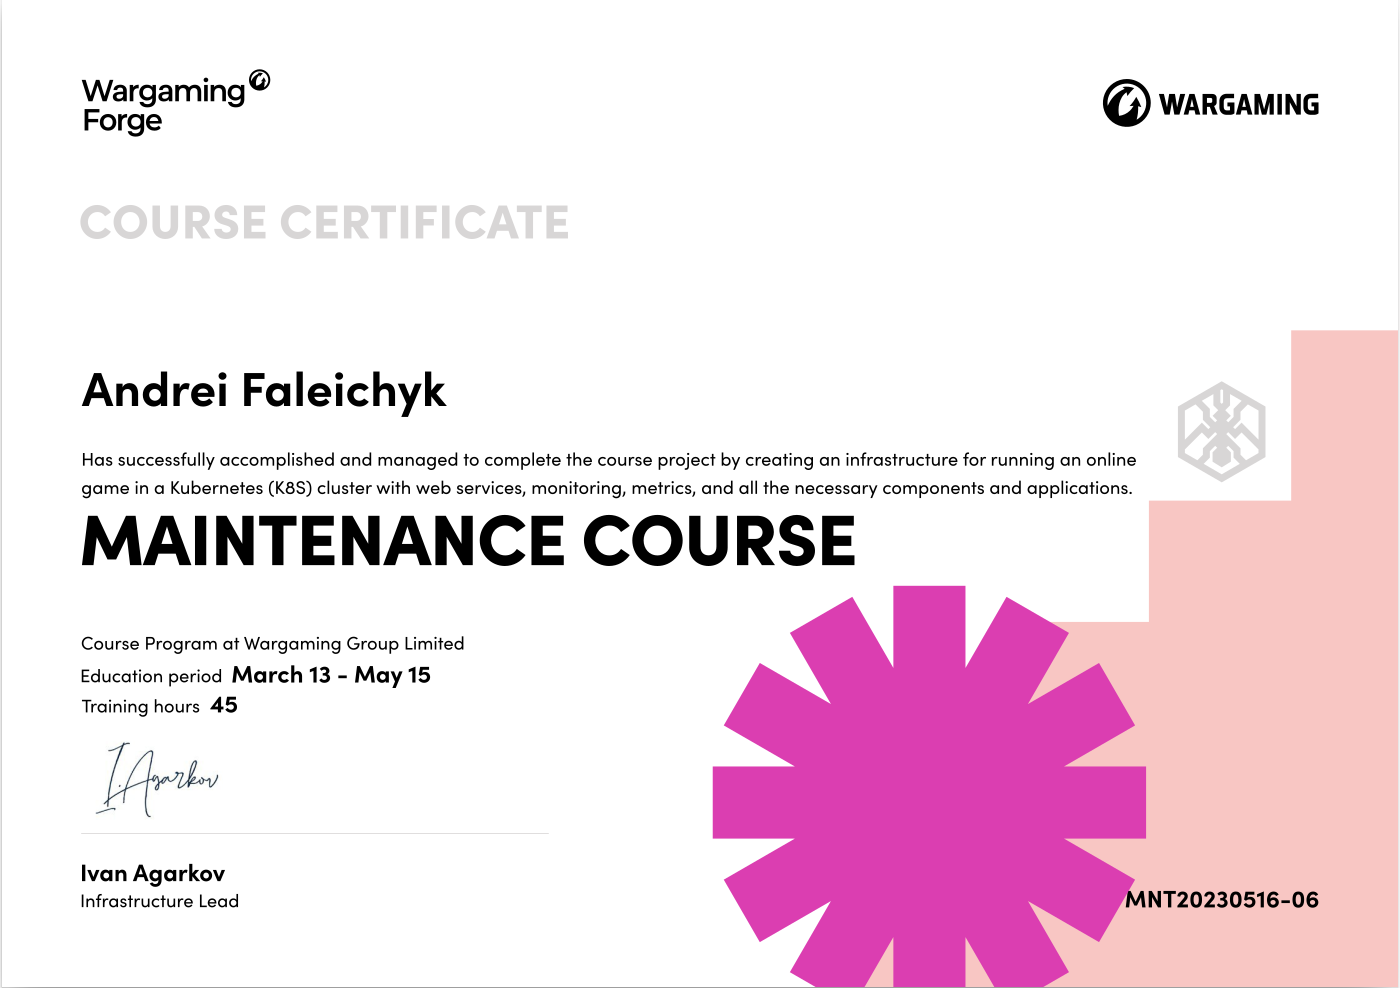 Wargaming
Forge
WARGAMING
COURSE CERTIFICATE
Andrei Faleichyk
Has successfully accomplished and managed to complete the course project by creating an infrastructure for running an online
game in a Kubernetes (K8S) cluster with web services, monitoring, metrics, and all the necessary components and applications.
MAINTENANCE COURSE
Course Program at Wargaming Group Limited
Education period March 13 - May 15
Training hours 45
I.Agarkov
Ivan Agarkov
Infrastructure Lead
MNT20230516-06